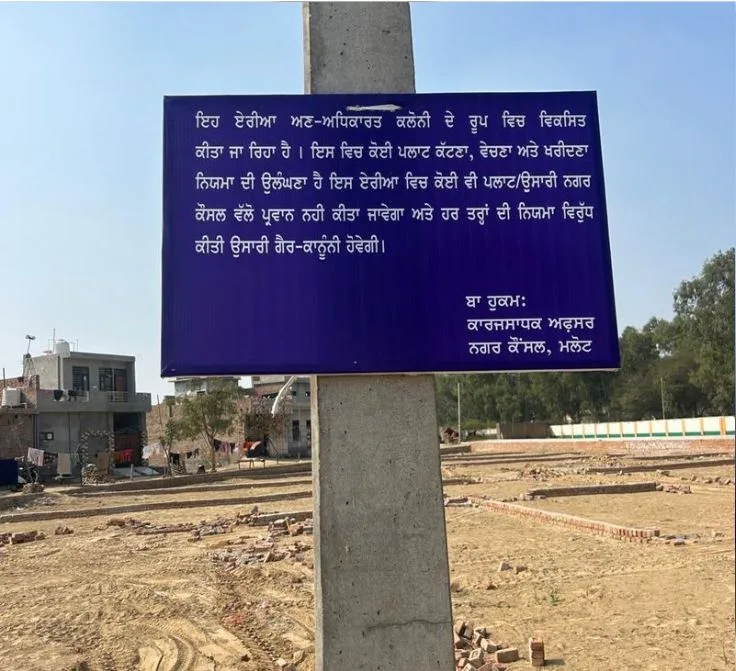 ਇਹ ਏਰੀਆ ਅਣ-ਅਧਿਕਾਰਤ ਕਲੋਨੀ ਦੇ ਰੂਪ ਵਿਚ ਵਿਕਸਿਤ
ਕੀਤਾ ਜਾ ਰਿਹਾ ਹੈ । ਇਸ ਵਿਚ ਕੋਈ ਪਲਾਟ ਕੱਟਣਾ, ਵੇਚਣਾ ਅਤੇ ਖਰੀਦਣਾ
ਨਿਯਮਾ ਦੀ ਉਲੰਘਣਾ ਹੈ ਇਸ ਏਰੀਆ ਵਿਚ ਕੋਈ ਵੀ ਪਲਾਟ/ਉਸਾਰੀ ਨਗਰ
ਕੌਸਲ ਵੱਲੋ ਪ੍ਰਵਾਨ ਨਹੀ ਕੀਤਾ ਜਾਵੇਗਾ ਅਤੇ ਹਰ ਤਰ੍ਹਾਂ ਦੀ ਨਿਯਮਾ ਵਿਰੁੱਧ
ਕੀਤੀ ਉਸਾਰੀ ਗੈਰ-ਕਾਨੂੰਨੀ ਹੋਵੇਗੀ।
ਬਾ ਹੁਕਮ:
ਕਾਰਜਸਾਧਕ ਅਫ਼ਸਰ
ਨਗਰ ਕੌਂਸਲ, ਮਲੋਟ